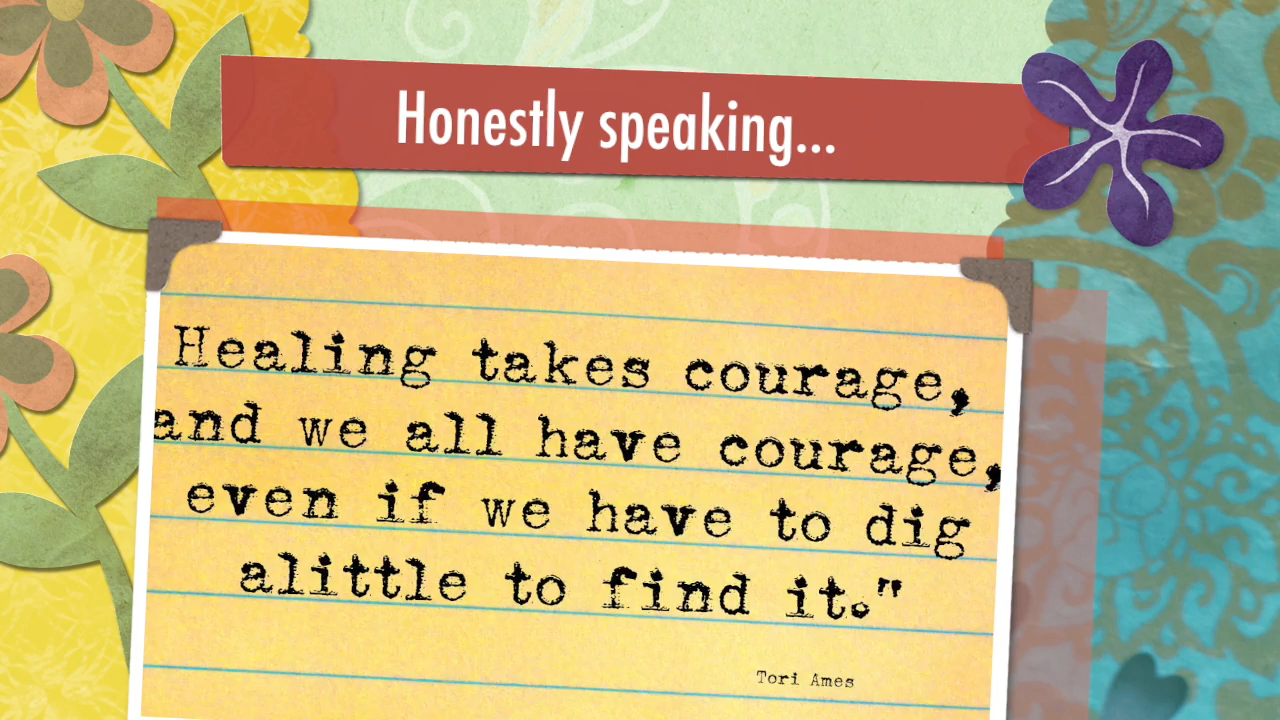 Honestly speaking...
Healing takes courage,
and we all have courage,
even if we have to dig
alittle to find it."
Tori Ames